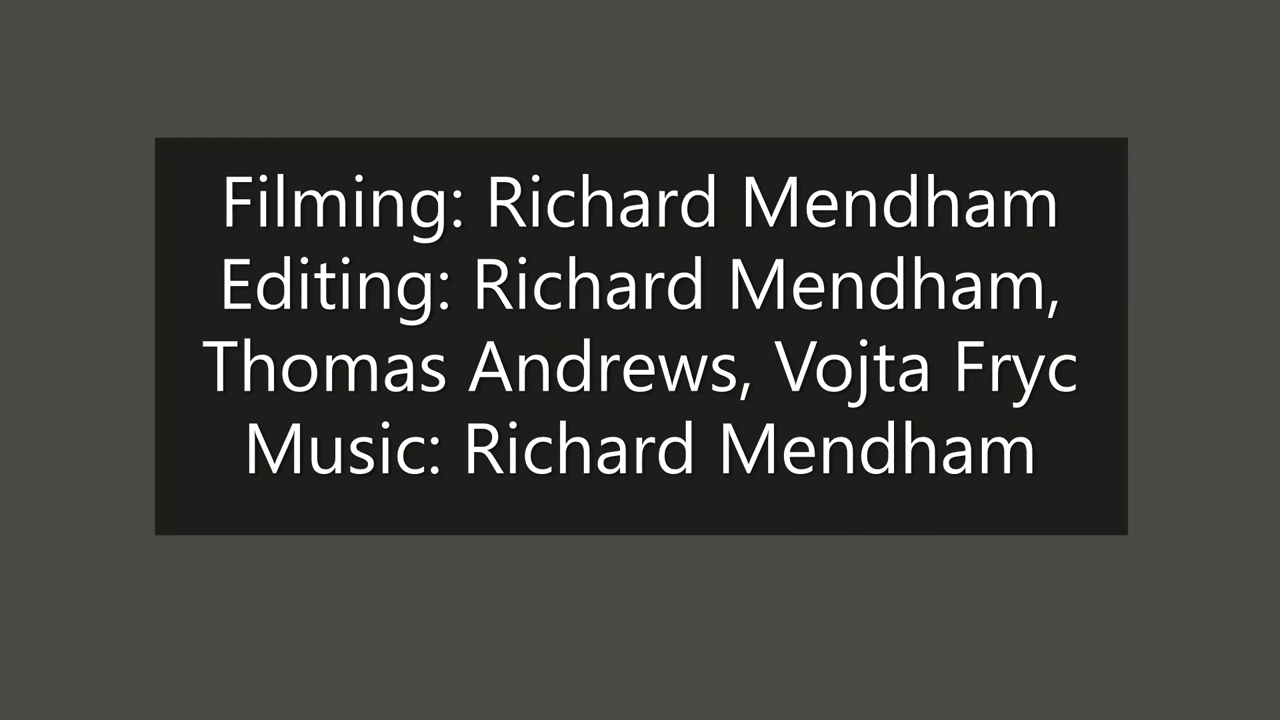 Filming: Richard Mendham
Editing: Richard Mendham,
Thomas Andrews, Vojta Fryc
Music: Richard Mendham